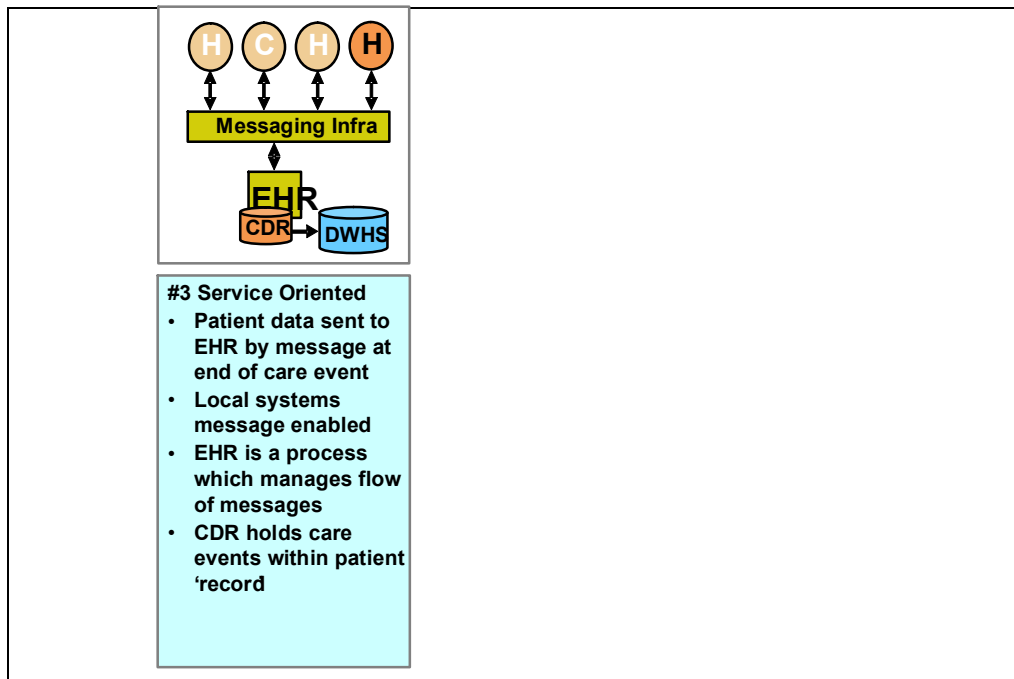 H C H H
Messaging Infra
EHR
CDR DWHS
#3 Service Oriented
• Patient data sent to
EHR by message at
end of care event
• Local systems
message enabled
• EHR is a process
which manages flow
of messages
• CDR holds care
events within patient
‘record